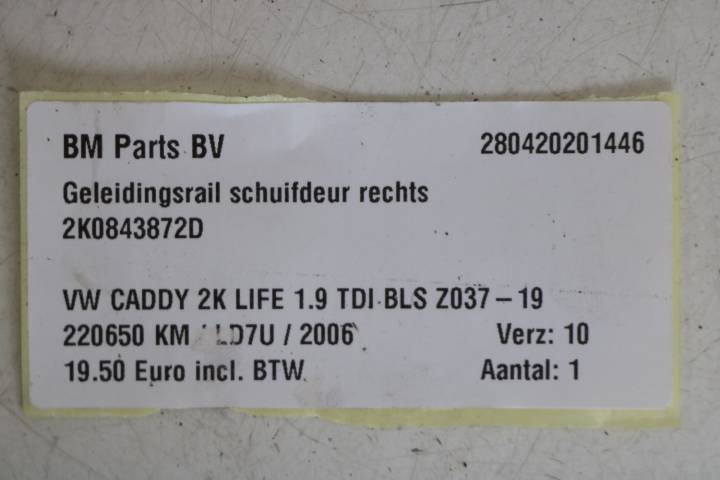 BM Parts BV 280420201446
Geleidingsrail schuifdeur rechts
2K0843872D
VW CADDY 2K LIFE 1.9 TDI BLS Z037 – 19
220650 KM / LD7U / 2006 Verz: 10
19.50 Euro incl. BTW Aantal: 1